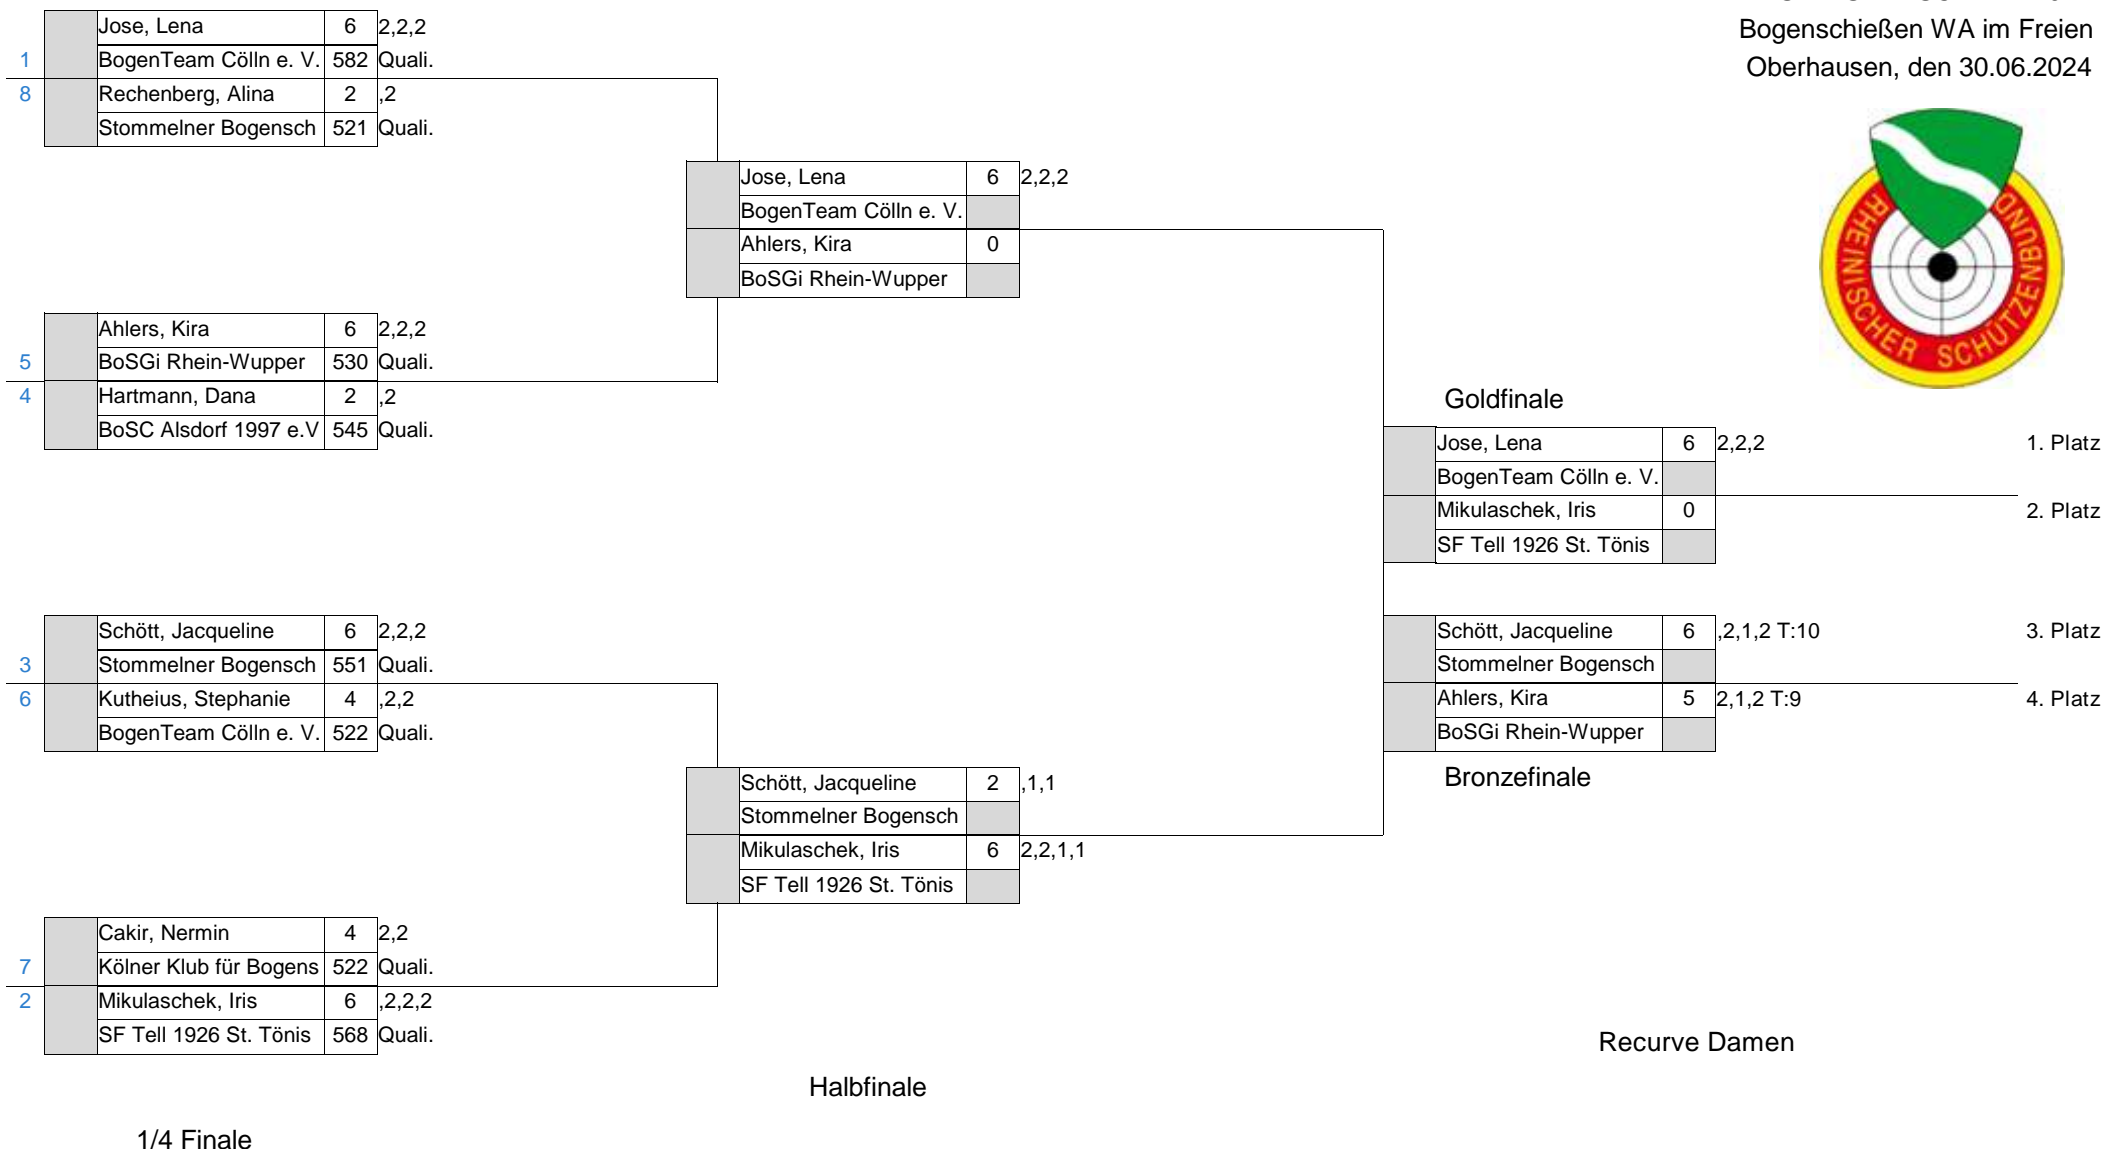 Bogenschießen WA im Freien
Oberhausen, den 30.06.2024
RHEINISCHER SCHÜTZENBUND
Jose, Lena 6 2,2,2
1 BogenTeam Cölln e. V. 582 Quali.
8 Rechenberg, Alina 2 ,2
Stommelner Bogensch 521 Quali.
Ahlers, Kira 6 2,2,2
5 BoSGi Rhein-Wupper 530 Quali.
4 Hartmann, Dana 2 ,2
BoSC Alsdorf 1997 e.V 545 Quali.
Schött, Jacqueline 6 2,2,2
3 Stommelner Bogensch 551 Quali.
6 Kutheius, Stephanie 4 ,2,2
BogenTeam Cölln e. V. 522 Quali.
Cakir, Nermin 4 2,2
7 Kölner Klub für Bogens 522 Quali.
2 Mikulaschek, Iris 6 ,2,2,2
SF Tell 1926 St. Tönis 568 Quali.
1/4 Finale
Jose, Lena 6 2,2,2
BogenTeam Cölln e. V.
Ahlers, Kira 0
BoSGi Rhein-Wupper
Schött, Jacqueline 2 ,1,1
Stommelner Bogensch
Mikulaschek, Iris 6 2,2,1,1
SF Tell 1926 St. Tönis
Halbfinale
Goldfinale
Jose, Lena 6 2,2,2 1. Platz
BogenTeam Cölln e. V.
Mikulaschek, Iris 0 2. Platz
SF Tell 1926 St. Tönis
Schött, Jacqueline 6 ,2,1,2 T:10 3. Platz
Stommelner Bogensch
Ahlers, Kira 5 2,1,2 T:9 4. Platz
BoSGi Rhein-Wupper
Bronzefinale
Recurve Damen